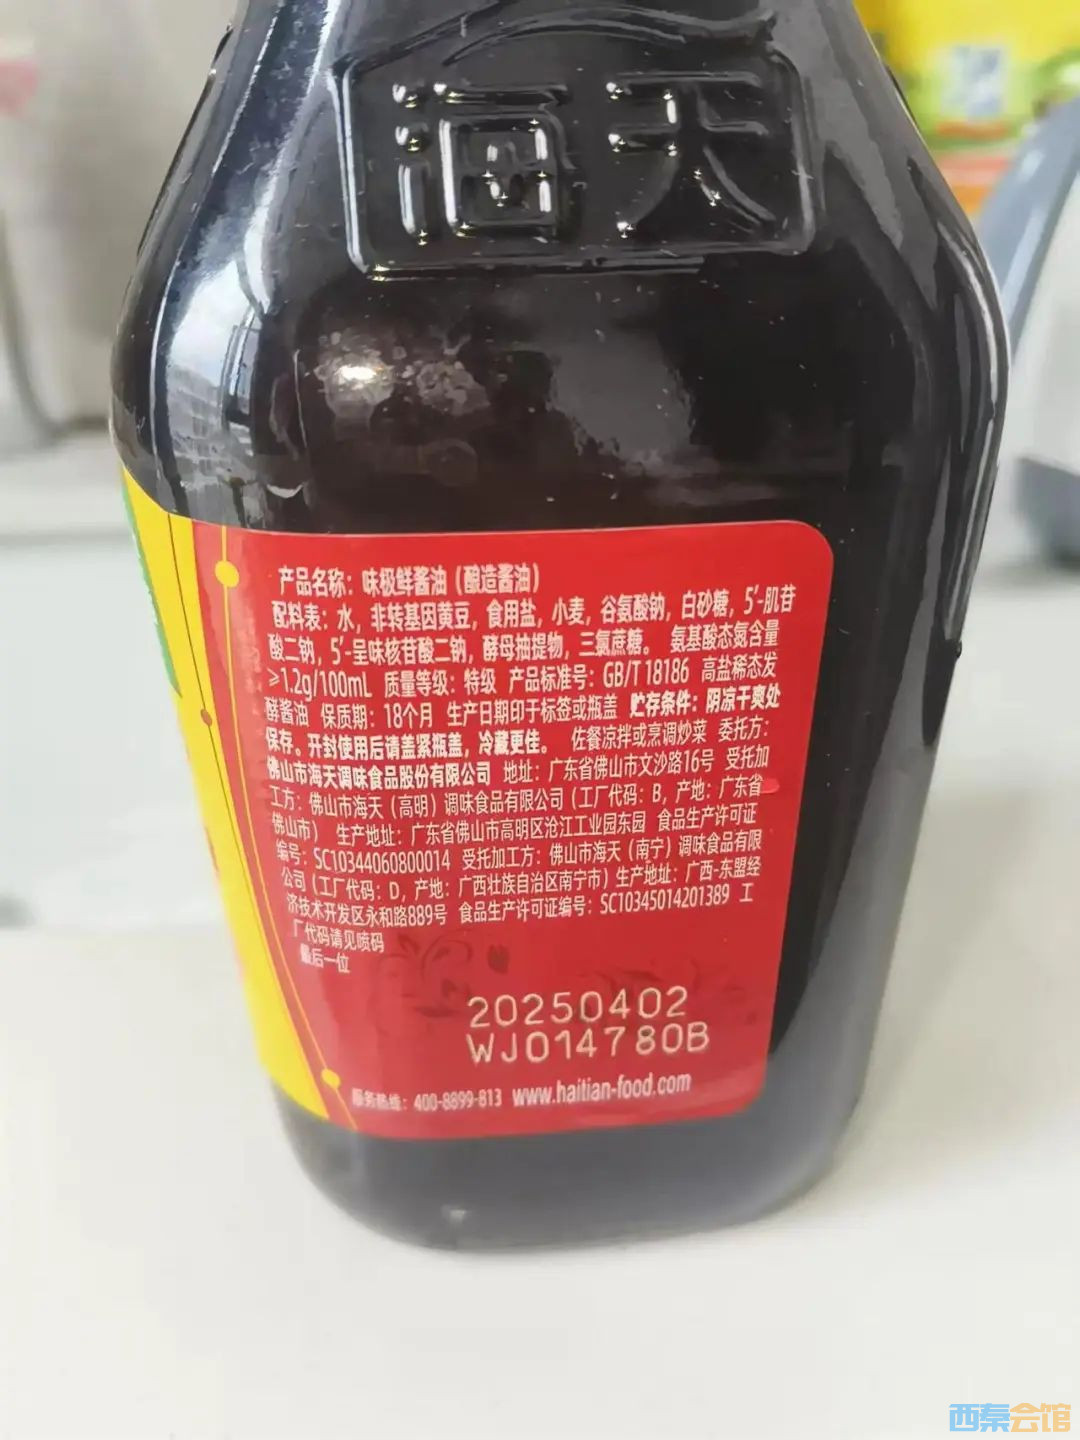 海天
产品名称：味极鲜酱油（酿造酱油）
配料表：水，非转基因黄豆，食用盐，小麦，谷氨酸钠，白砂糖，5′-肌苷
酸二钠，5′-呈味核苷酸二钠，酵母抽提物，三氯蔗糖。 氨基酸态氮含量
≥1.2g/100mL 质量等级：特级 产品标准号：GB/T 18186 高盐稀态发
酵酱油 保质期：18个月 生产日期印于标签或瓶盖 贮存条件：阴凉干爽处
保存。开封使用后请盖紧瓶盖，冷藏更佳。 佐餐凉拌或烹调炒菜 委托方：
佛山市海天调味食品股份有限公司 地址：广东省佛山市文沙路16号 受托加
工方：佛山市海天（高明）调味食品有限公司（工厂代码：B，产地：广东省
佛山市） 生产地址：广东省佛山市高明区沧江工业园东园 食品生产许可证
编号：SC10344060800014 受托加工方：佛山市海天（南宁）调味食品有限
公司（工厂代码：D，产地：广西壮族自治区南宁市）生产地址：广西-东盟经
济技术开发区永和路889号 食品生产许可证编号：SC10345014201389 工
厂代码请见喷码
最后一位
20250402
WJ014780B
服务热线：400-8899-813 www.haitian-food.com
西秦会馆